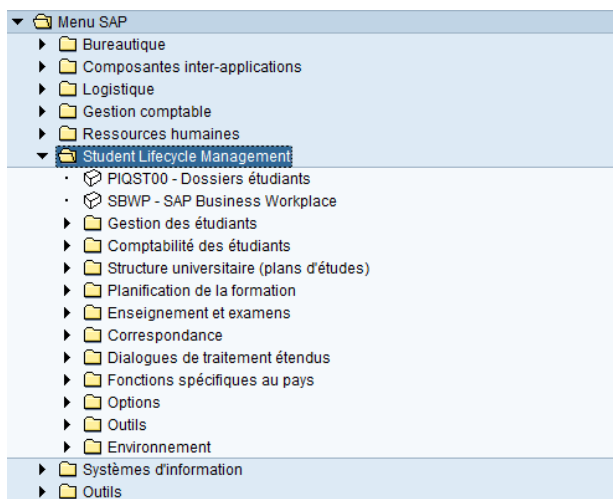 Menu SAP
Bureautique
Composantes inter-applications
Logistique
Gestion comptable
Ressources humaines
Student Lifecycle Management
PIQST00 - Dossiers étudiants
SBWP - SAP Business Workplace
Gestion des étudiants
Comptabilité des étudiants
Structure universitaire (plans d'études)
Planification de la formation
Enseignement et examens
Correspondance
Dialogues de traitement étendus
Fonctions spécifiques au pays
Options
Outils
Environnement
Systèmes d'information
Outils